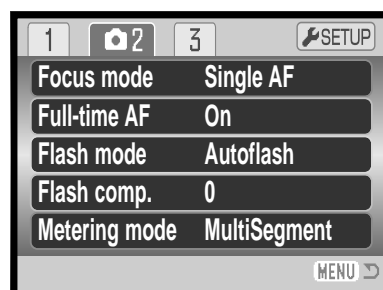 1 2 3 SETUP
Focus mode Single AF
Full-time AF On
Flash mode Autoflash
Flash comp. 0
Metering mode MultiSegment
MENU